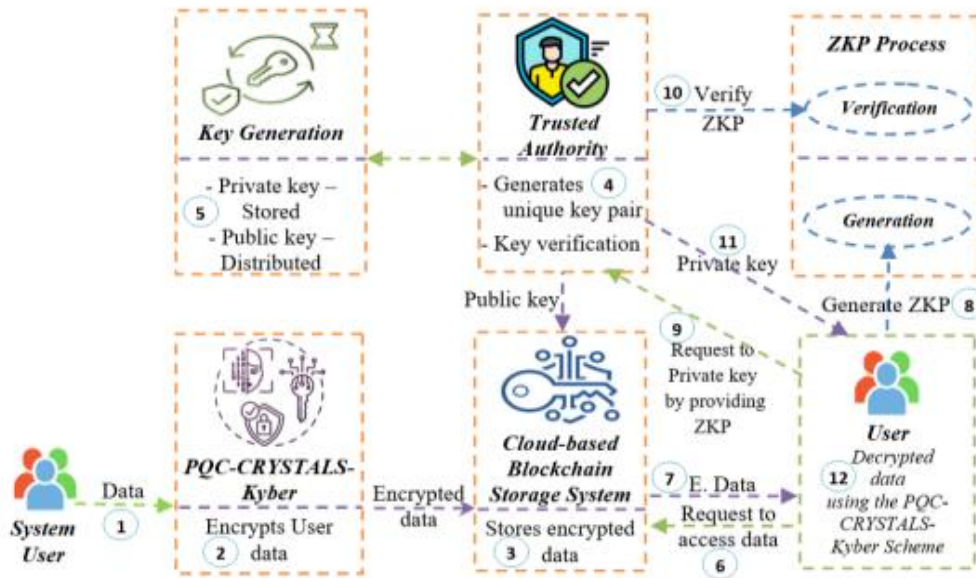 Key Generation
5
- Private key –
Stored
- Public key –
Distributed
Trusted
Authority
- Generates 4
unique key pair
- Key verification
10 Verify
ZKP
ZKP Process
Verification
Generation
11
Private key
Generate ZKP 8
Public key
9
Request to
Private key
by providing
ZKP
System
User
Data
1
PQC-CRYSTALS-
Kyber
Encrypts User
2 data
Encrypted
data
Cloud-based
Blockchain
Storage System
Stores encrypted
3 data
7 E. Data
Request to
access data
6
User
12 Decrypted
data
using the PQC-
CRYSTALS-
Kyber Scheme